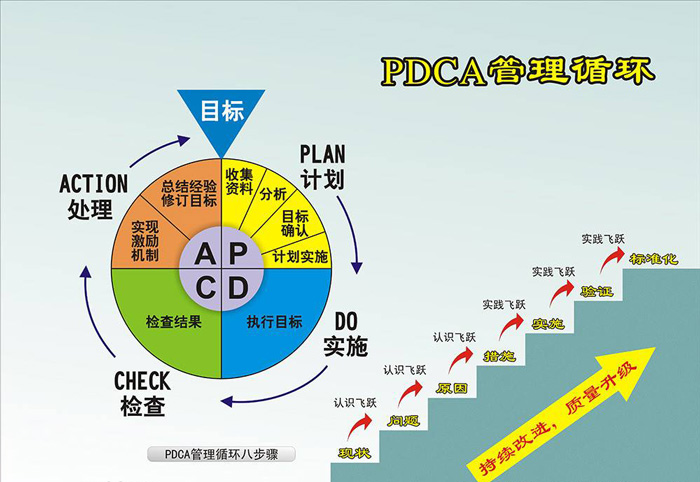 PDCA管理循环
目标
PLAN
计划
ACTION
处理
收集
资料
分析
目标
确认
计划实施
总结经验
修订目标
实现
激励
机制
A
P
C
D
检查结果
执行目标
DO
实施
CHECK
检查
PDCA管理循环八步骤
现状
认识飞跃
问题
认识飞跃
原因
认识飞跃
措施
实践飞跃
实施
实践飞跃
验证
实践飞跃
标准化
持续改进，质量升级